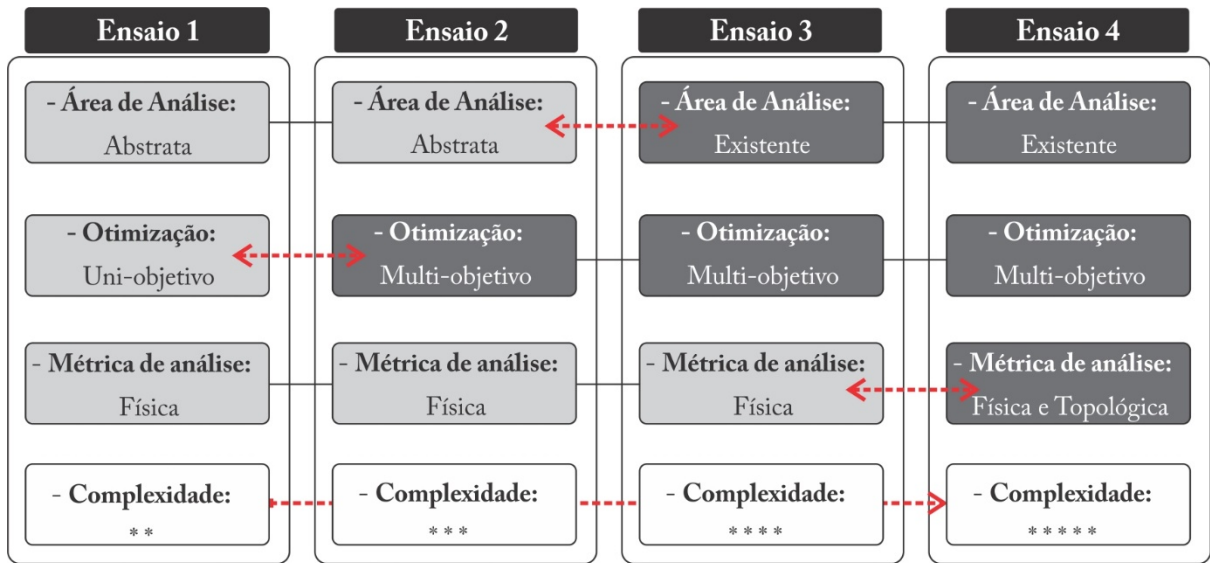 Ensaio 1
- Área de Análise:
Abstrata
- Otimização:
Uni-objetivo
- Métrica de análise:
Física
- Complexidade:
**
Ensaio 2
- Área de Análise:
Abstrata
- Otimização:
Multi-objetivo
- Métrica de análise:
Física
- Complexidade:
***
Ensaio 3
- Área de Análise:
Existente
- Otimização:
Multi-objetivo
- Métrica de análise:
Física
- Complexidade:
****
Ensaio 4
- Área de Análise:
Existente
- Otimização:
Multi-objetivo
- Métrica de análise:
Física e Topológica
- Complexidade:
*****